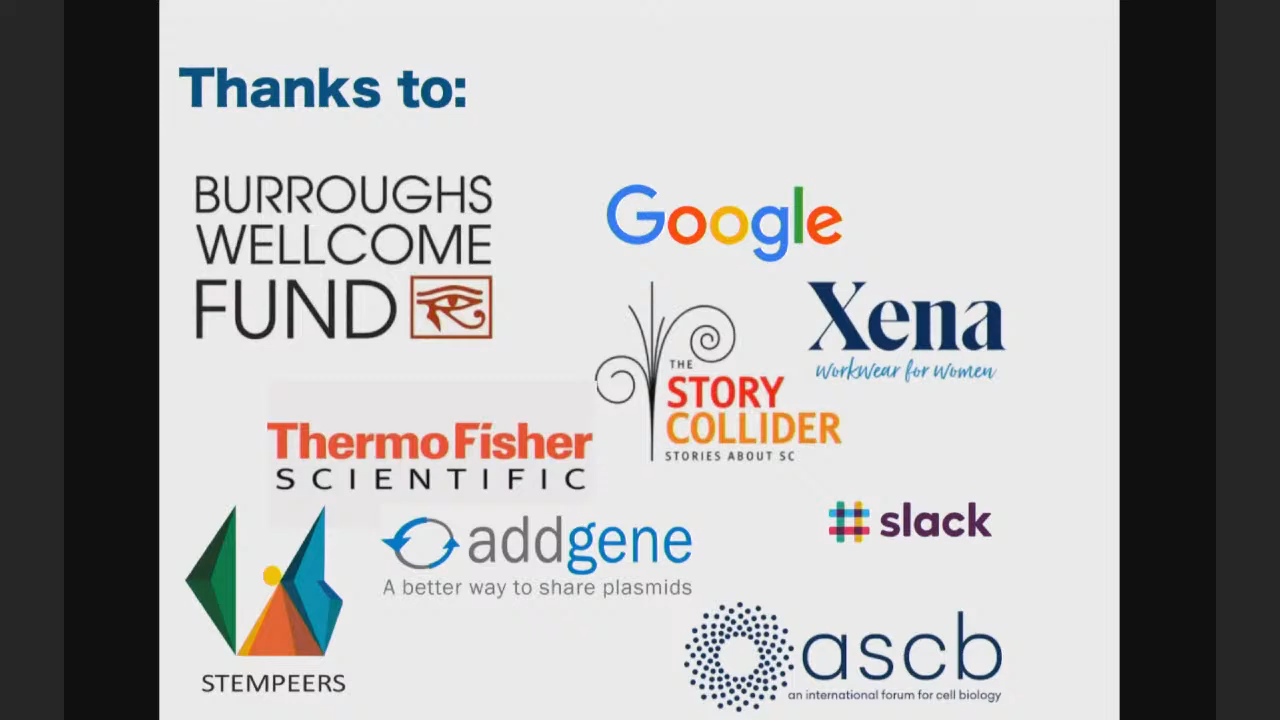 Thanks to:
BURROUGHS
WELLCOME
FUND
Google
Xena
workwear for women
THE
STORY
COLLIDER
STORIES ABOUT SC
ThermoFisher
SCIENTIFIC
slack
addgene
A better way to share plasmids
STEMPEERS
ascb
an international forum for cell biology